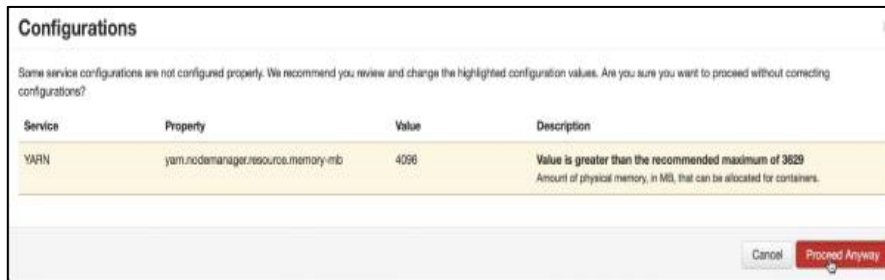 Configurations
Some service configurations are not configured properly. We recommend you review and change the highlighted configuration values. Are you sure you want to proceed without correcting
configurations?
Service Property Value Description
YARN yarn.nodemanager.resource.memory-mb 4096 Value is greater than the recommended maximum of 3629
Amount of physical memory, in MB, that can be allocated for containers.
Cancel Proceed Anyway